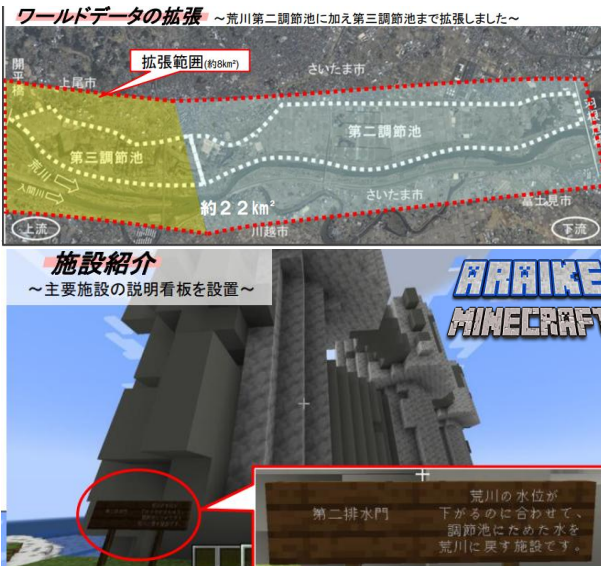 ワールドデータの拡張 ~荒川第二調節池に加え第三調節池まで拡張しました~
開平橋
上尾市
拡張範囲(約8km²)
さいたま市
第二調節池
第三調節池
荒川
入間川
約22km²
さいたま市
富士見市
川越市
上流
下流
施設紹介
~主要施設の説明看板を設置~
ARAIKE
MINECRAFT
第二排水門
荒川の水位が
下がるのに合わせて、
調節池にためた水を
荒川に戻す施設です。